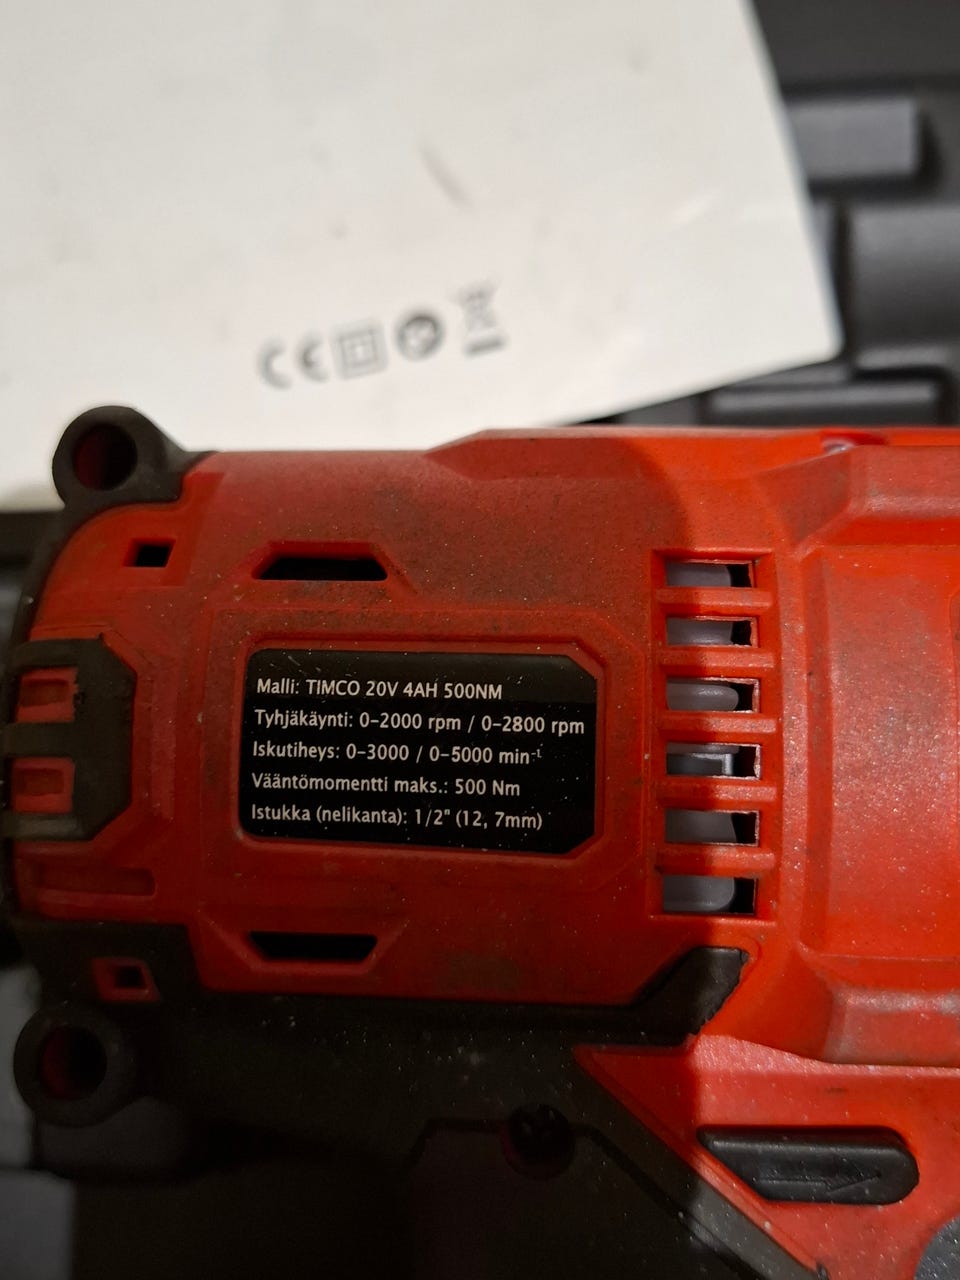 CE
Malli: TIMCO 20V 4AH 500NM
Tyhjäkäynti: 0-2000 rpm / 0-2800 rpm
Iskutiheys: 0-3000 / 0-5000 min⁻¹
Vääntömomentti maks.: 500 Nm
Istukka (nelikanta): 1/2" (12, 7mm)